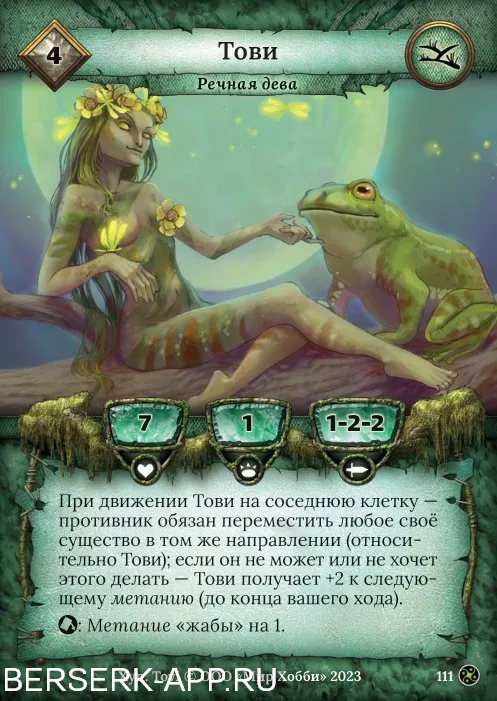 4
Тови
Речная дева
7
1
1-2-2
При движении Тови на соседнюю клетку —
противник обязан переместить любое своё
существо в том же направлении (относи-
тельно Тови); если он не может или не хочет
этого делать — Тови получает +2 к следую-
щему метанию (до конца вашего хода).
: Метание «жабы» на 1.
© ООО «Мир Хобби» 2023
111
BERSERK-APP.RU